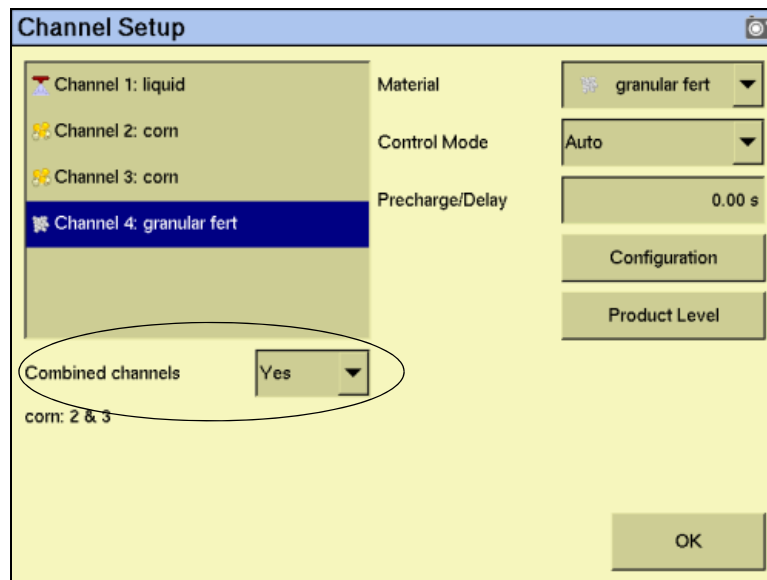 Channel Setup
Channel 1: liquid
Channel 2: corn
Channel 3: corn
Channel 4: granular fert
Combined channels Yes
corn: 2 & 3
Material granular fert
Control Mode Auto
Precharge/Delay 0.00 s
Configuration
Product Level
OK